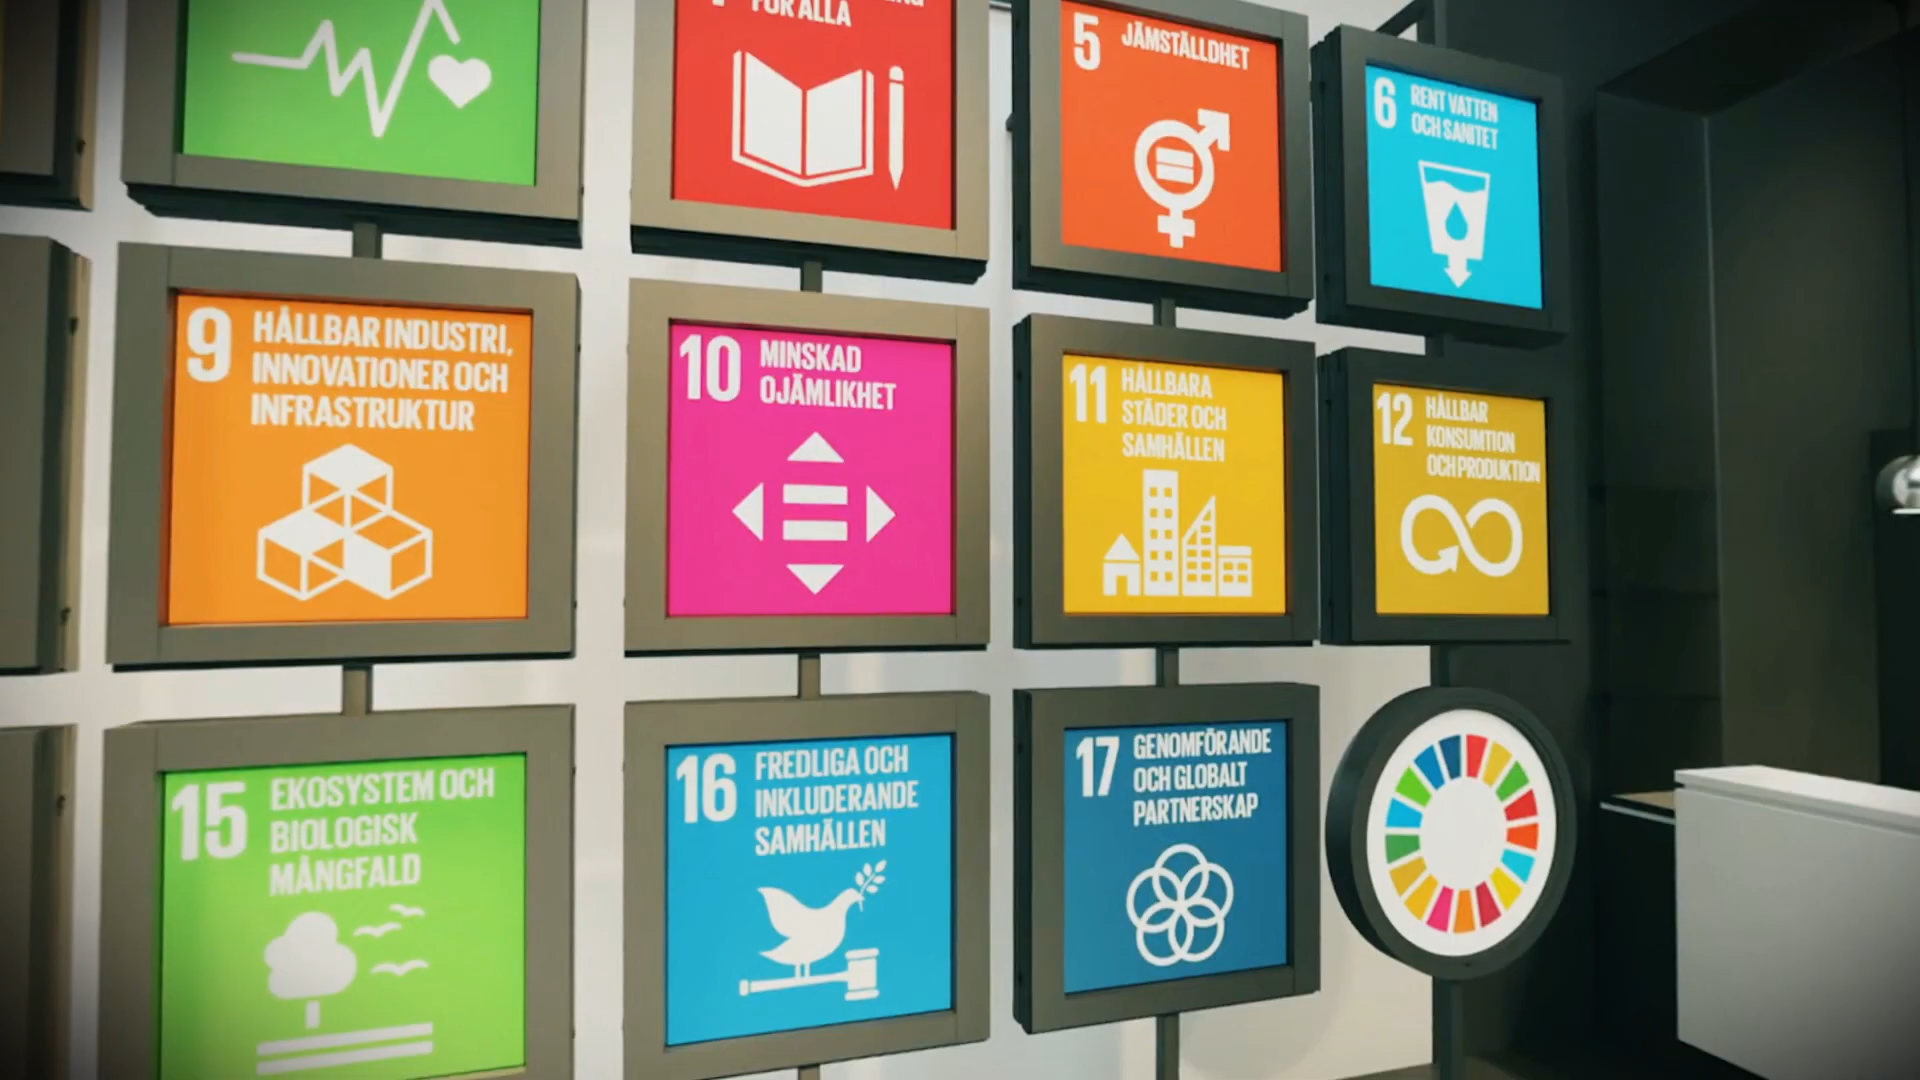 FÖR ALLA
5 JÄMSTÄLLDHET
6 RENT VATTEN
OCH SANITET
9 HÅLLBAR INDUSTRI,
INNOVATIONER OCH
INFRASTRUKTUR
10 MINSKAD
OJÄMLIKHET
11 HÅLLBARA
STÄDER OCH
SAMHÄLLEN
12 HÅLLBAR
KONSUMTION
OCH PRODUKTION
15 EKOSYSTEM OCH
BIOLOGISK
MÅNGFALD
16 FREDLIGA OCH
INKLUDERANDE
SAMHÄLLEN
17 GENOMFÖRANDE
OCH GLOBALT
PARTNERSKAP